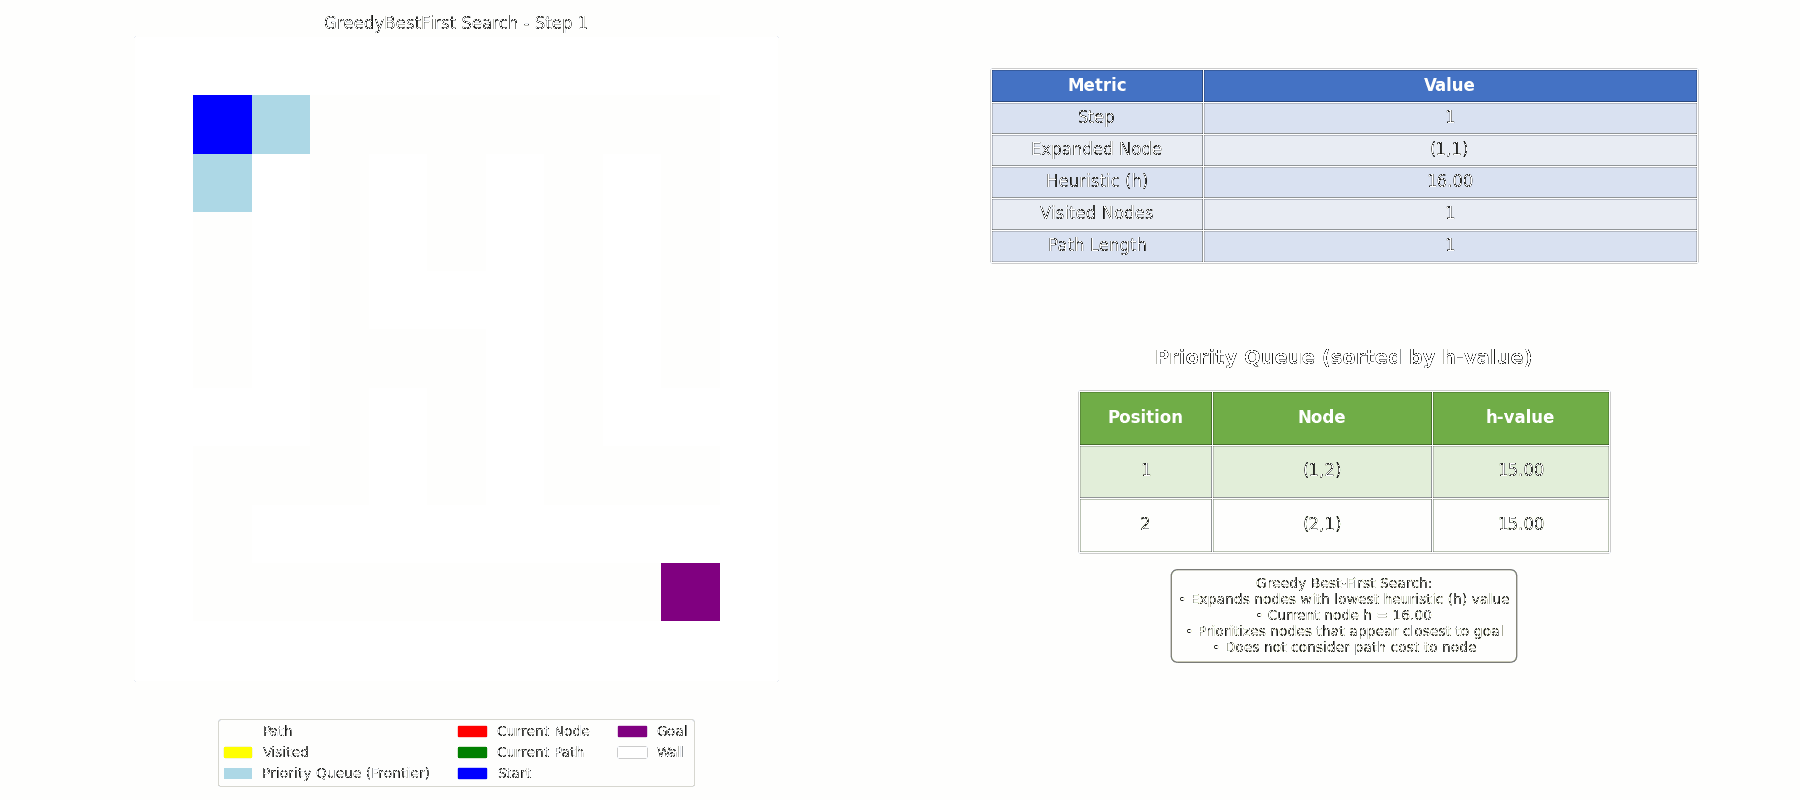 GreedyBestFirst Search - Step 1
Metric Value
Step 1
Expanded Node (1,1)
Heuristic (h) 16.00
Visited Nodes 1
Path Length 1
Priority Queue (sorted by h-value)
Position Node h-value
1 (1,2) 15.00
2 (2,1) 15.00
Greedy Best-First Search:
◦ Expands nodes with lowest heuristic (h) value
◦ Current node h = 16.00
◦ Prioritizes nodes that appear closest to goal
◦ Does not consider path cost to node
Path Current Node Goal
Visited Current Path Wall
Priority Queue (Frontier) Start